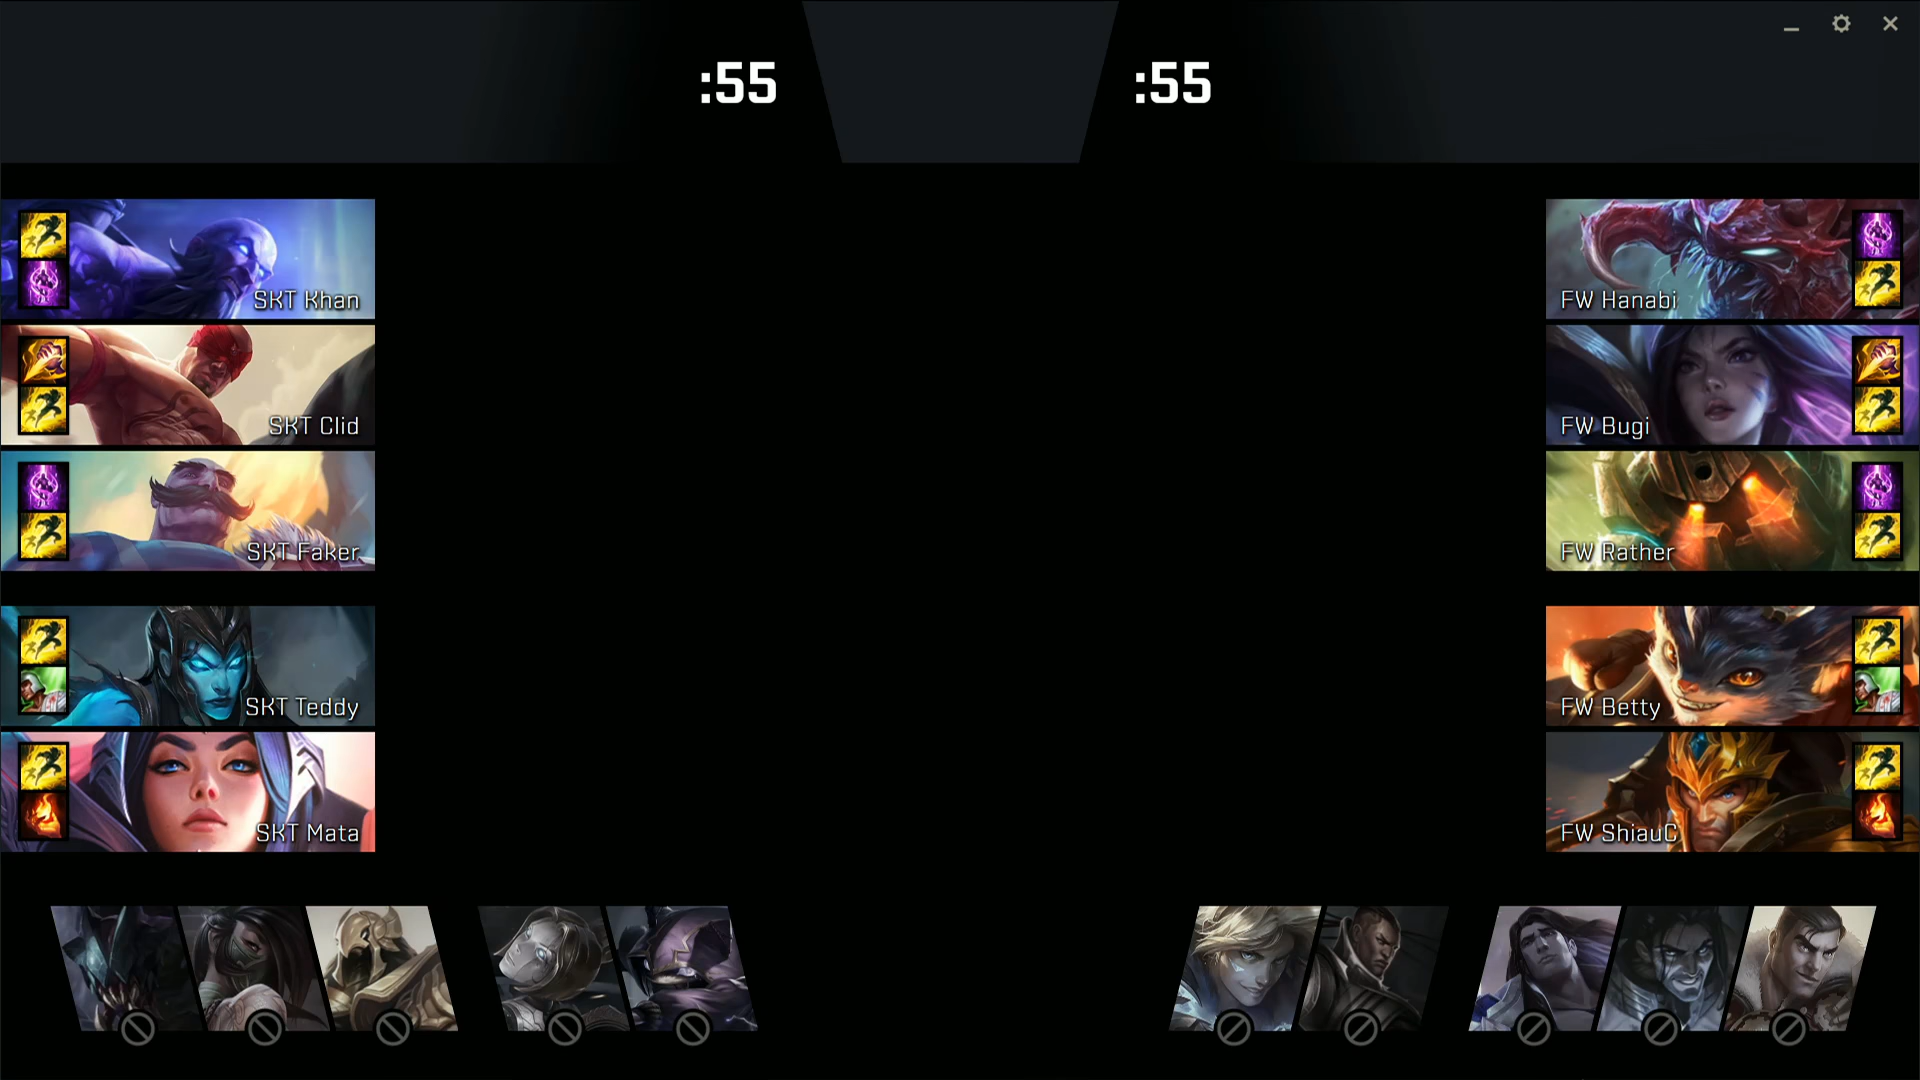 :55
:55
SKT Khan
SKT Clid
SKT Faker
SKT Teddy
SKT Mata
FW Hanabi
FW Bugi
FW Rather
FW Betty
FW ShiauC